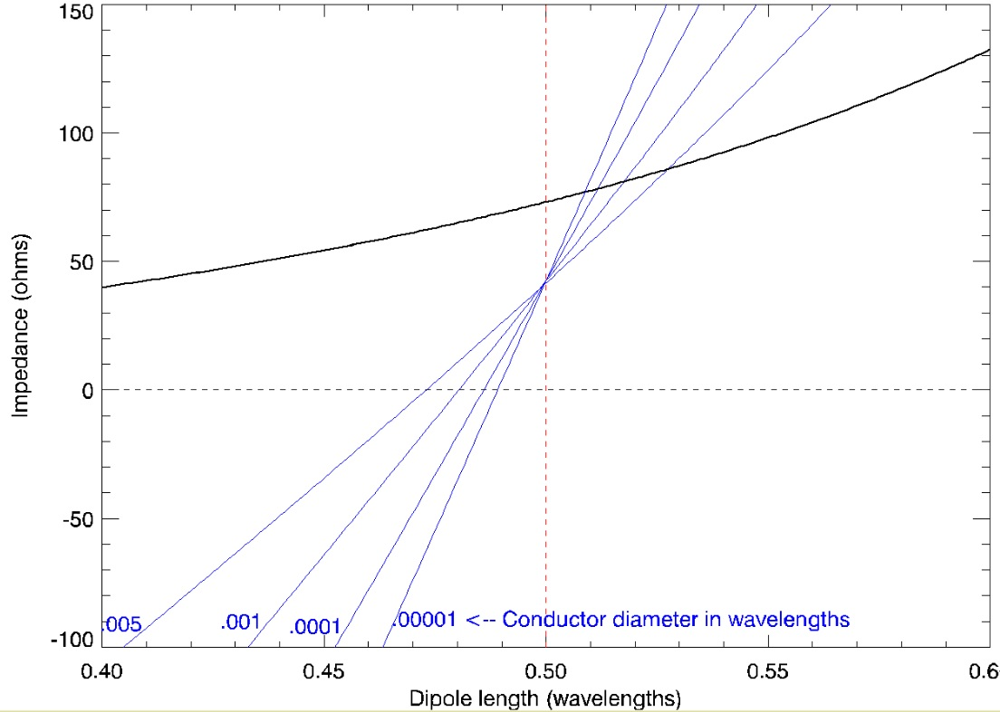 150
100
50
0
-50
-100
Impedance (ohms)
.005
.001
.0001
.00001 <-- Conductor diameter in wavelengths
0.40 0.45 0.50 0.55 0.6
Dipole length (wavelengths)